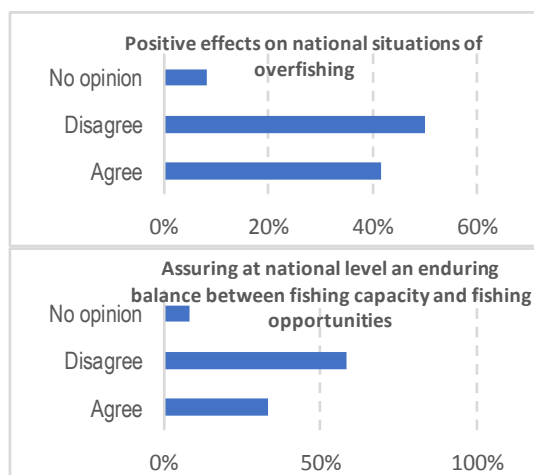 Positive effects on national situations of
overfishing
No opinion
Disagree
Agree
0% 20% 40% 60%
Assuring at national level an enduring
balance between fishing capacity and fishing
opportunities
No opinion
Disagree
Agree
0% 50% 100%